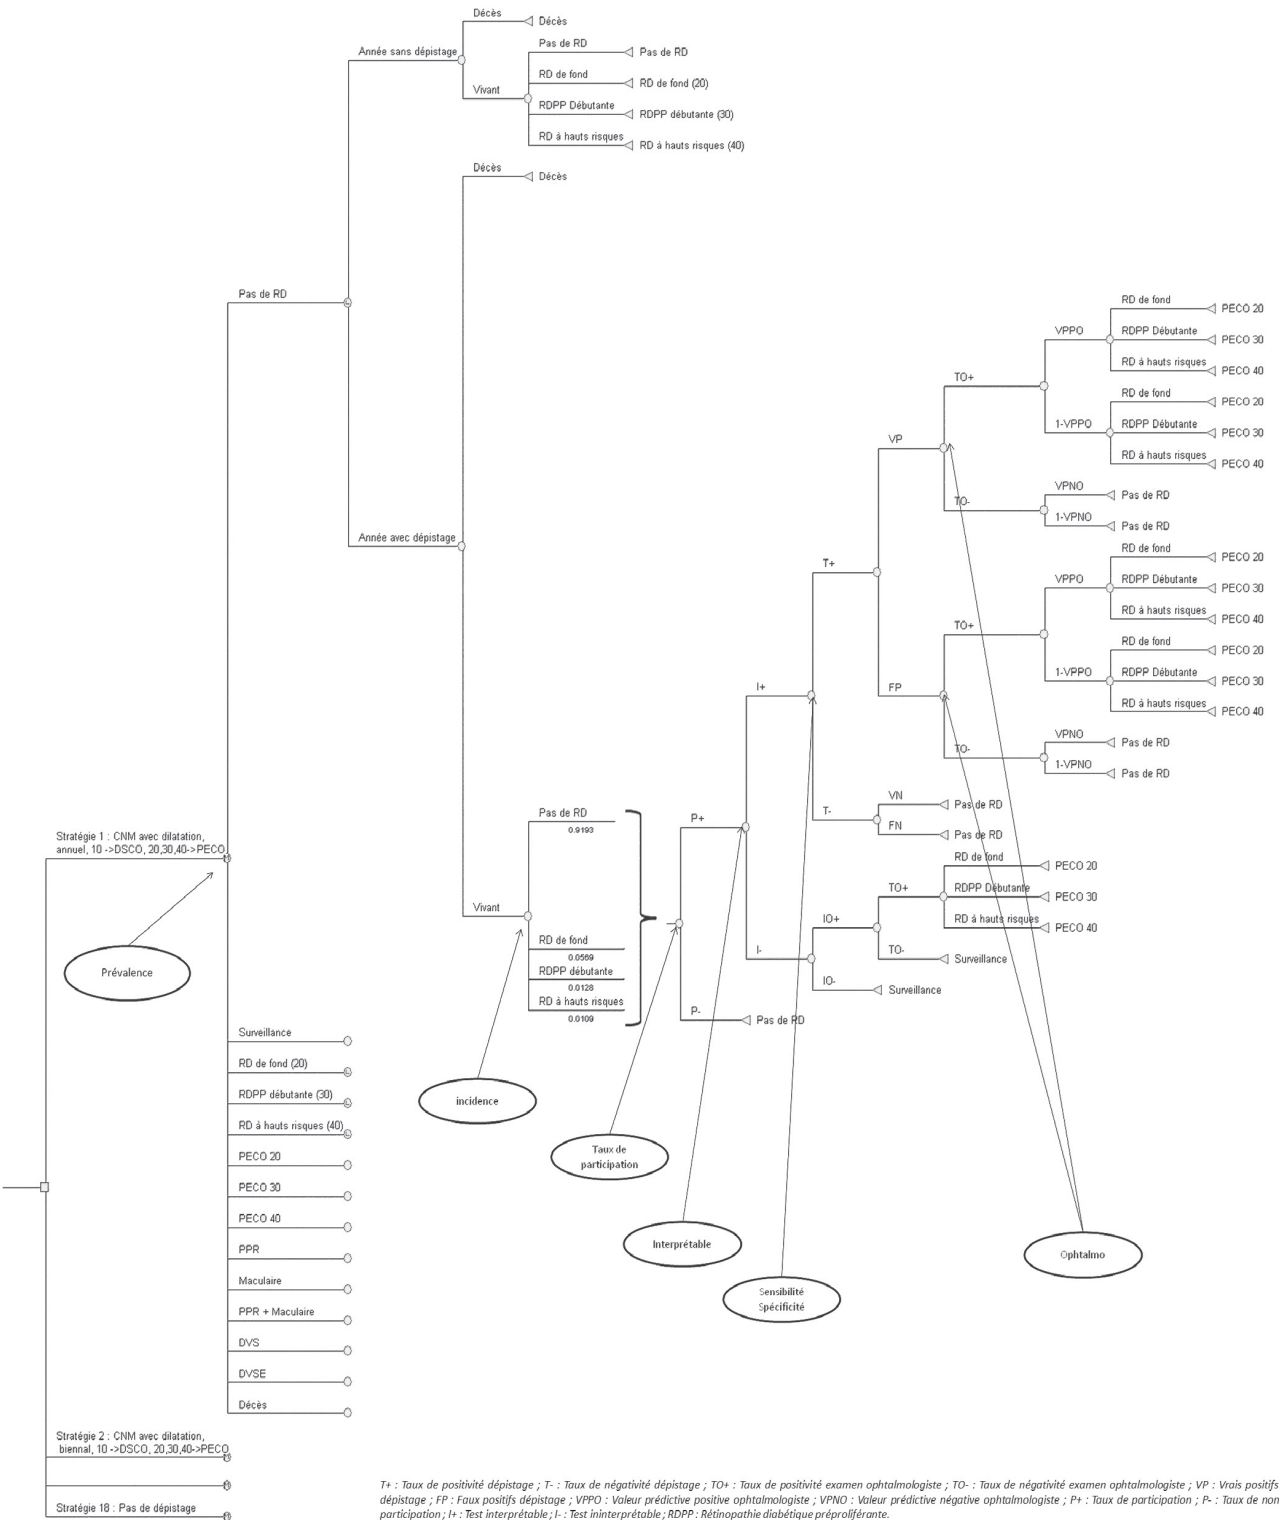 Décès
Décès
Année sans dépistage
Pas de RD
Pas de RD
RD de fond
RD de fond (20)
Vivant
RDPP Débutante
RDPP débutante (30)
RD à hauts risques
RD à hauts risques (40)
Décès
Décès
Pas de RD
Année avec dépistage
RD de fond
PECO 20
VPPO
RDPP Débutante
PECO 30
RD à hauts risques
PECO 40
TO+
RD de fond
PECO 20
1-VPPO
RDPP Débutante
PECO 30
RD à hauts risques
PECO 40
VP
VPNO
Pas de RD
TO-
1-VPNO
Pas de RD
T+
RD de fond
PECO 20
VPPO
RDPP Débutante
PECO 30
RD à hauts risques
PECO 40
TO+
RD de fond
PECO 20
1-VPPO
RDPP Débutante
PECO 30
RD à hauts risques
PECO 40
I+
FP
VPNO
Pas de RD
TO-
1-VPNO
Pas de RD
VN
Pas de RD
T-
FN
Pas de RD
Pas de RD
0.9193
P+
Stratégie 1 : CNM avec dilatation,
annuel, 10 ->DSCO, 20,30,40->PECO
RD de fond
PECO 20
TO+
RDPP Débutante
PECO 30
RD à hauts risques
PECO 40
Vivant
IO+
I-
TO-
Surveillance
IO-
Surveillance
RD de fond
0.0569
RDPP débutante
0.0128
RD à hauts risques
0.0109
P-
Pas de RD
Prévalence
Surveillance
RD de fond (20)
RDPP débutante (30)
RD à hauts risques (40)
PECO 20
PECO 30
PECO 40
PPR
Maculaire
PPR + Maculaire
DVS
DVSE
Décès
incidence
Taux de
participation
Interprétable
Sensibilité
Spécificité
Ophtalmo
Stratégie 2 : CNM avec dilatation,
biennal, 10 ->DSCO, 20,30,40->PECO
Stratégie 18 : Pas de dépistage
T+ : Taux de positivité dépistage ; T- : Taux de négativité dépistage ; TO+ : Taux de positivité examen ophtalmologiste ; TO- : Taux de négativité examen ophtalmologiste ; VP : Vrais positifs
dépistage ; FP : Faux positifs dépistage ; VPPO : Valeur prédictive positive ophtalmologiste ; VPNO : Valeur prédictive négative ophtalmologiste ; P+ : Taux de participation ; P- : Taux de non
participation ; I+ : Test interprétable ; I- : Test ininterprétable ; RDPP : Rétinopathie diabétique préproliférante.